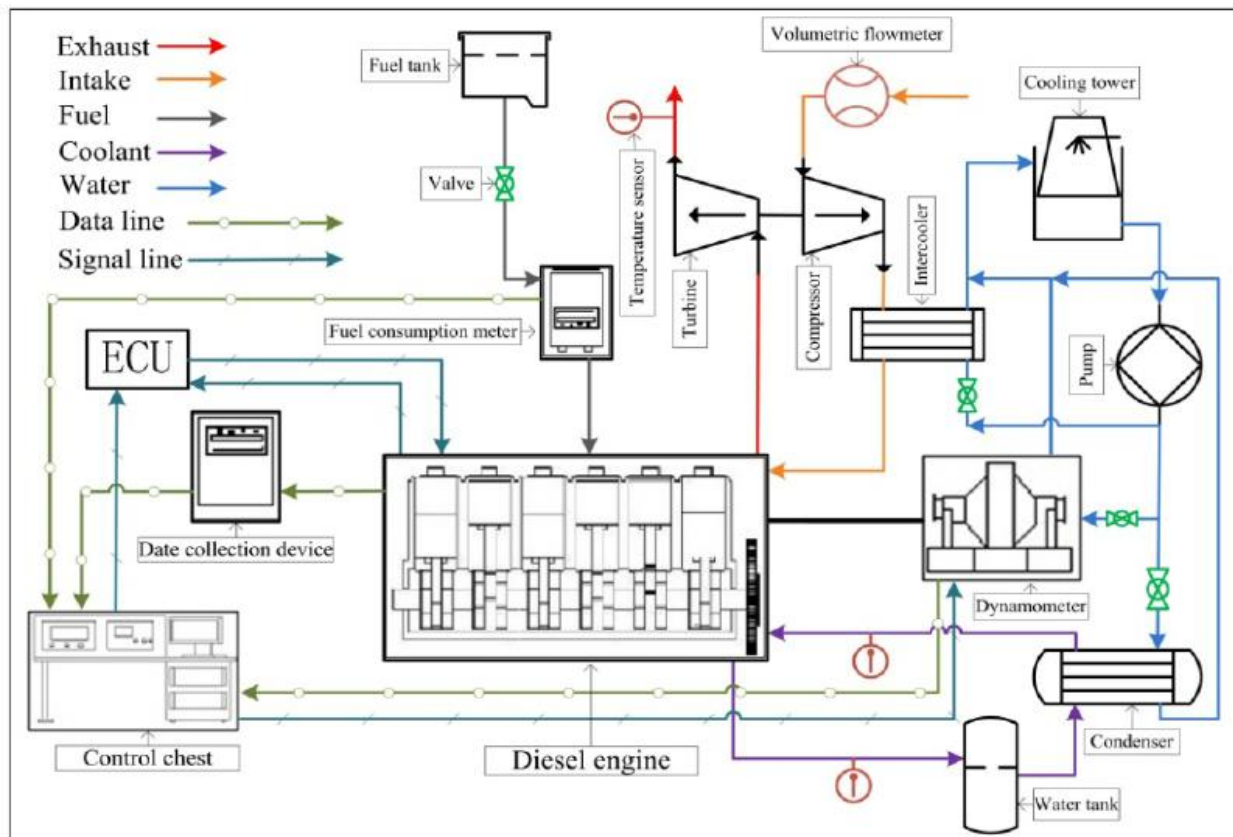 Exhaust
Intake
Fuel
Coolant
Water
Data line
Signal line
Fuel tank
Valve
Fuel consumption meter
Volumetric flowmeter
Cooling tower
Temperature sensor
Turbine
Compressor
Intercooler
Pump
ECU
Date collection device
Dynamometer
Control chest
Diesel engine
Condenser
Water tank